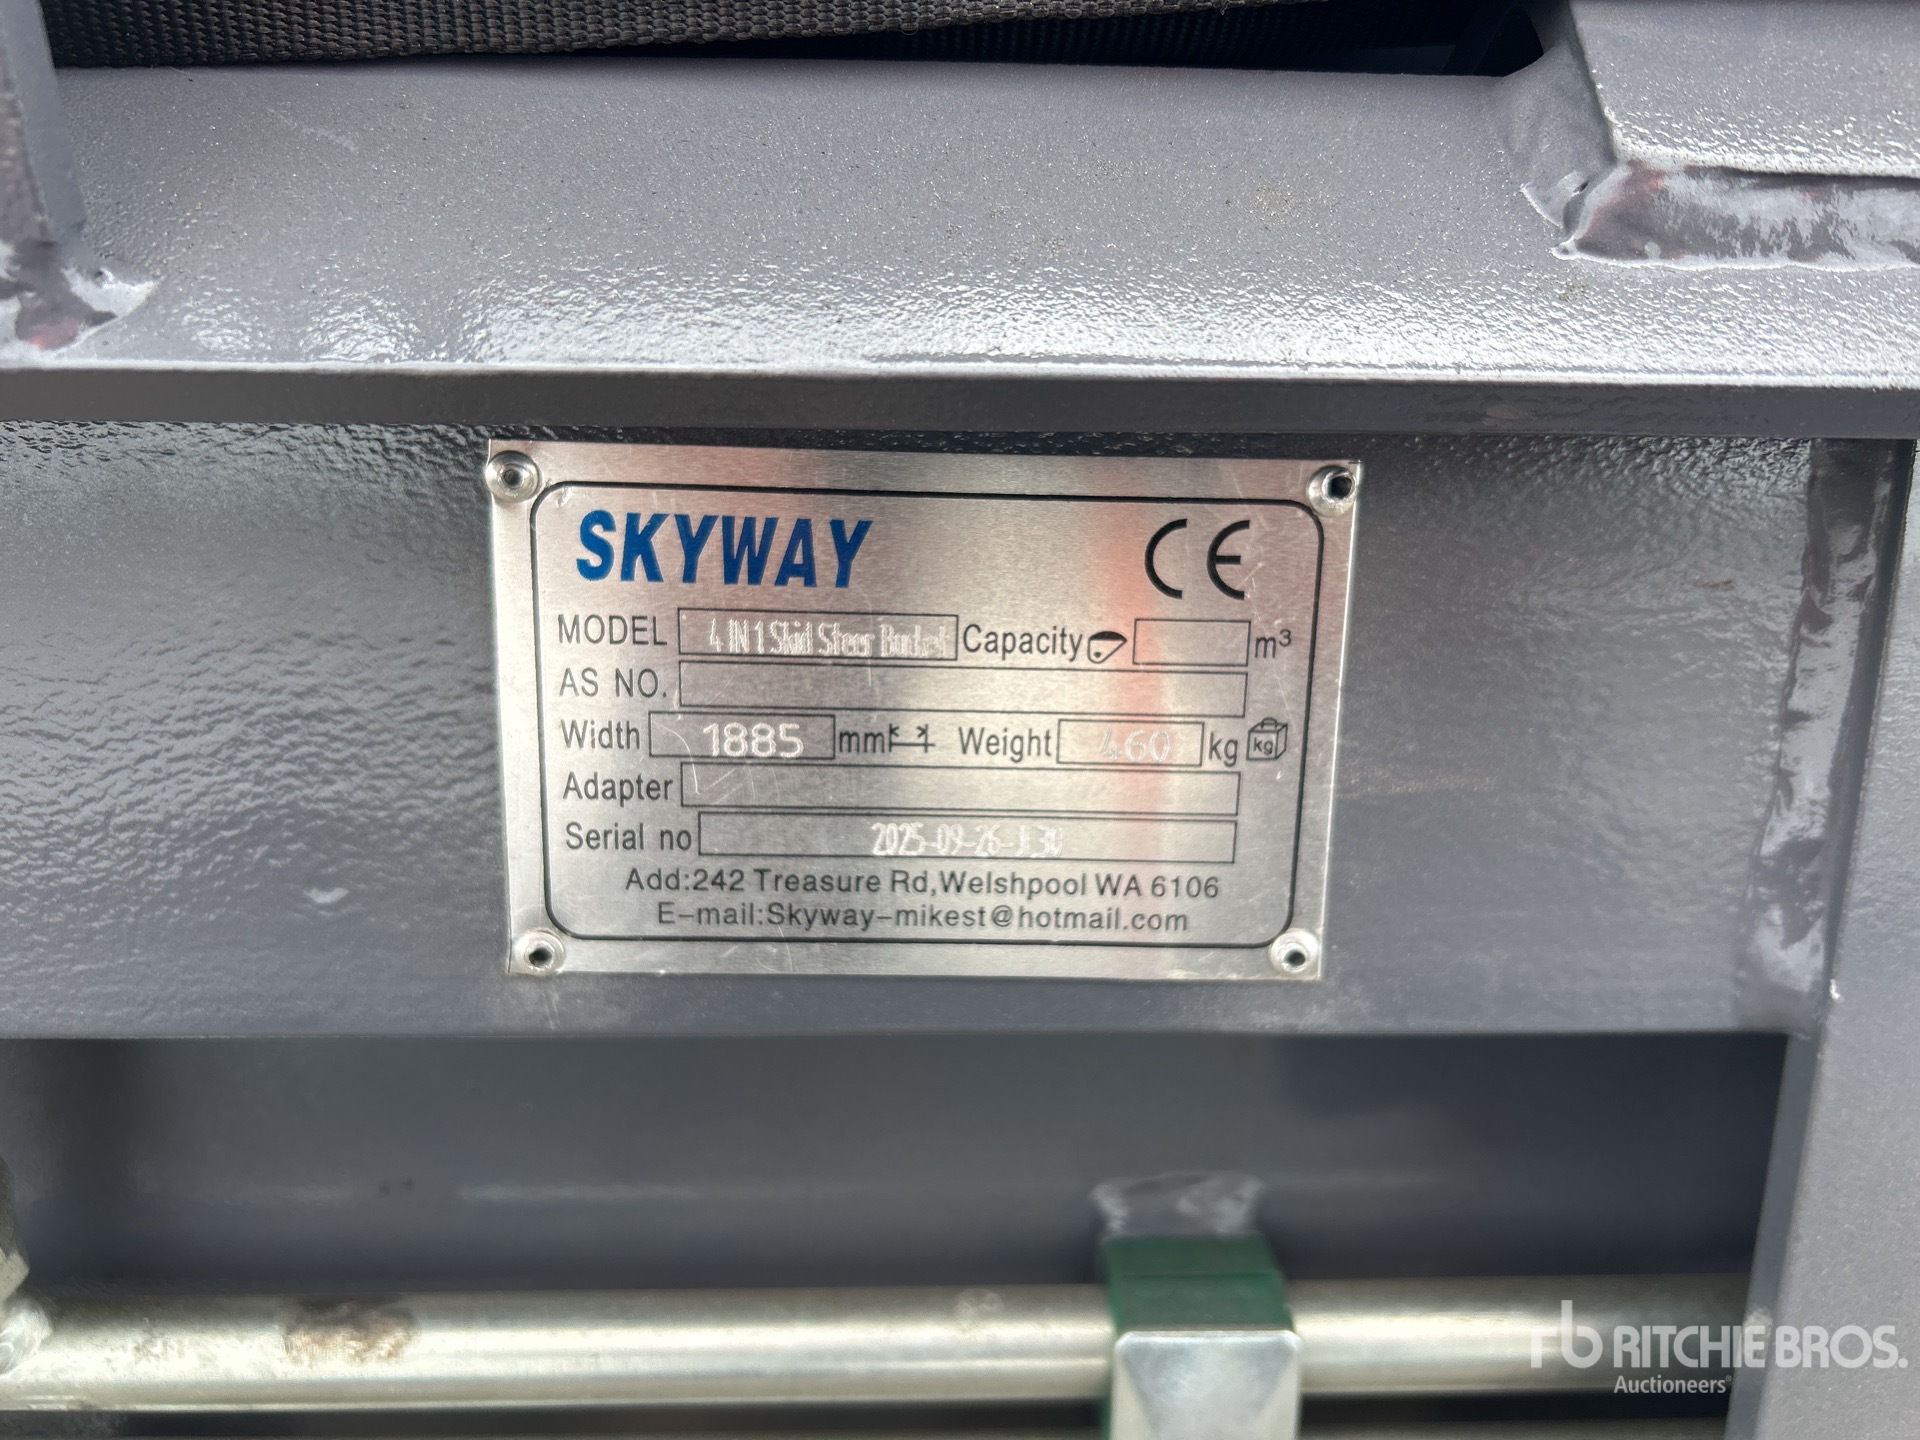 SKYWAY CE
MODEL 4 IN 1 Skid Steer Bucket Capacity m³
AS NO.
Width 1885 mm Weight 460 kg kg
Adapter
Serial no 2025-09-26-JL30
Add:242 Treasure Rd,Welshpool WA 6106
E-mail:Skyway-mikest@hotmail.com
rb RITCHIE BROS.
Auctioneers